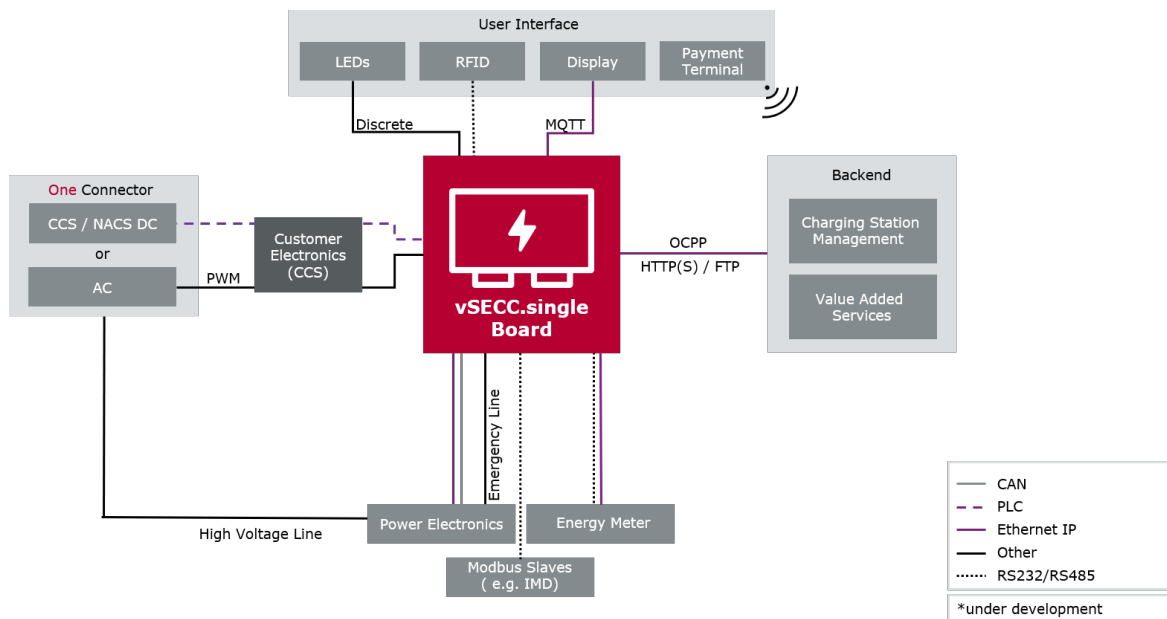 User Interface
LEDs
RFID
Display
Payment
Terminal
Discrete
MQTT
One Connector
CCS / NACS DC
or
AC
PWM
Customer
Electronics
(CCS)
vSECC.single
Board
OCPP
HTTP(S) / FTP
Backend
Charging Station
Management
Value Added
Services
Emergency Line
High Voltage Line
Power Electronics
Energy Meter
Modbus Slaves
( e.g. IMD)
CAN
PLC
Ethernet IP
Other
RS232/RS485
*under development